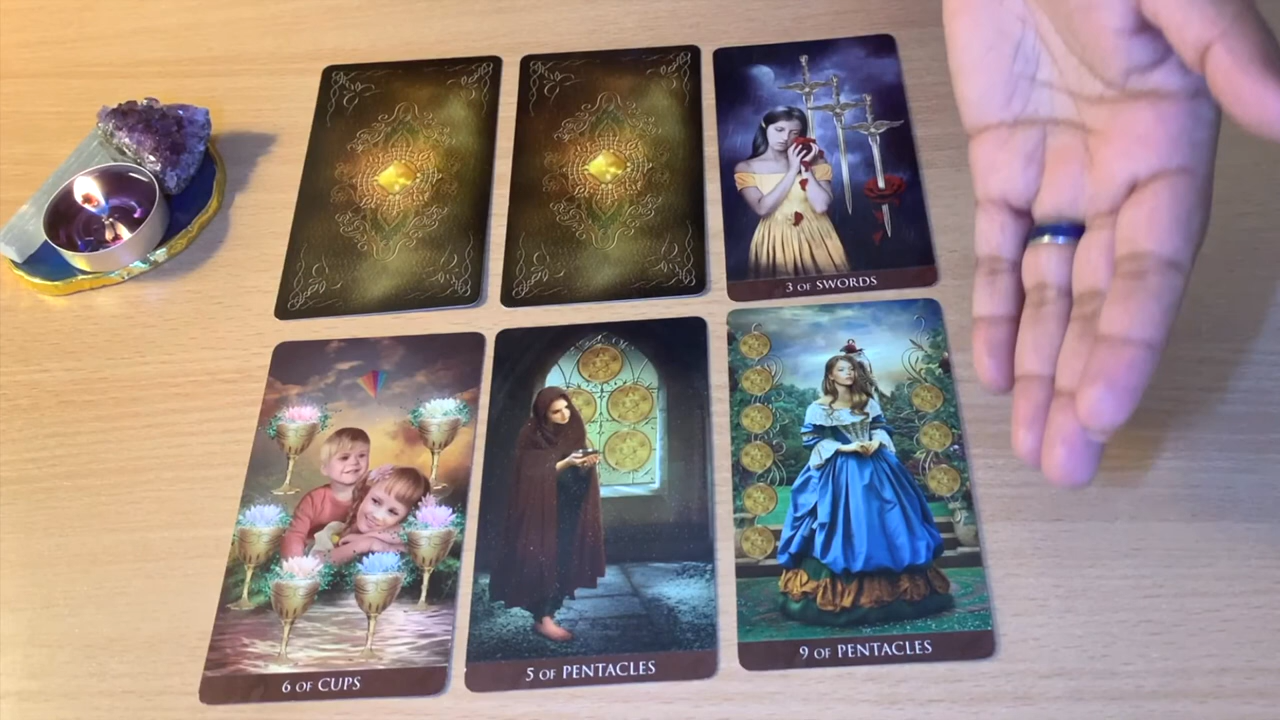 3 OF SWORDS
6 OF CUPS
5 OF PENTACLES
9 OF PENTACLES